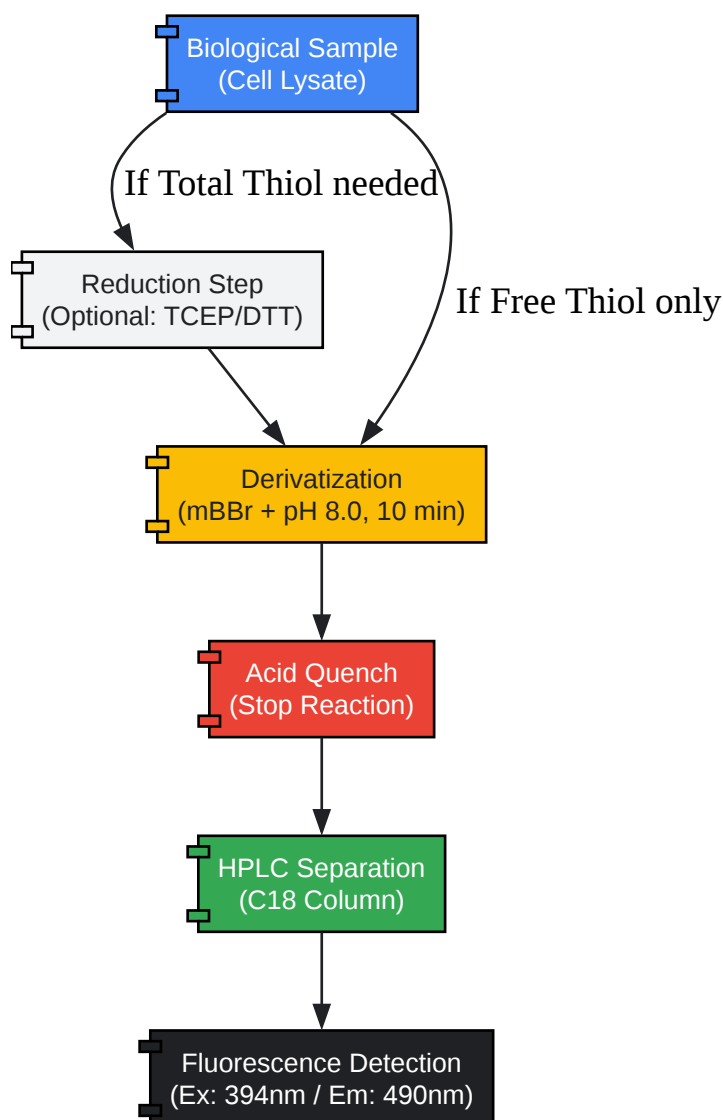 Biological Sample
(Cell Lysate)
If Total Thiol needed
Reduction Step
(Optional: TCEP/DTT)
If Free Thiol only
Derivatization
(mBBr + pH 8.0, 10 min)
Acid Quench
(Stop Reaction)
HPLC Separation
(C18 Column)
Fluorescence Detection
(Ex: 394nm / Em: 490nm)